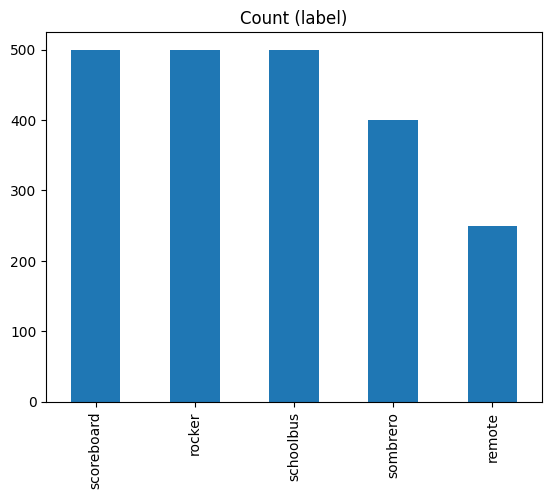 Count (label)
500
400
300
200
100
0
scoreboard
rocker
schoolbus
sombrero
remote